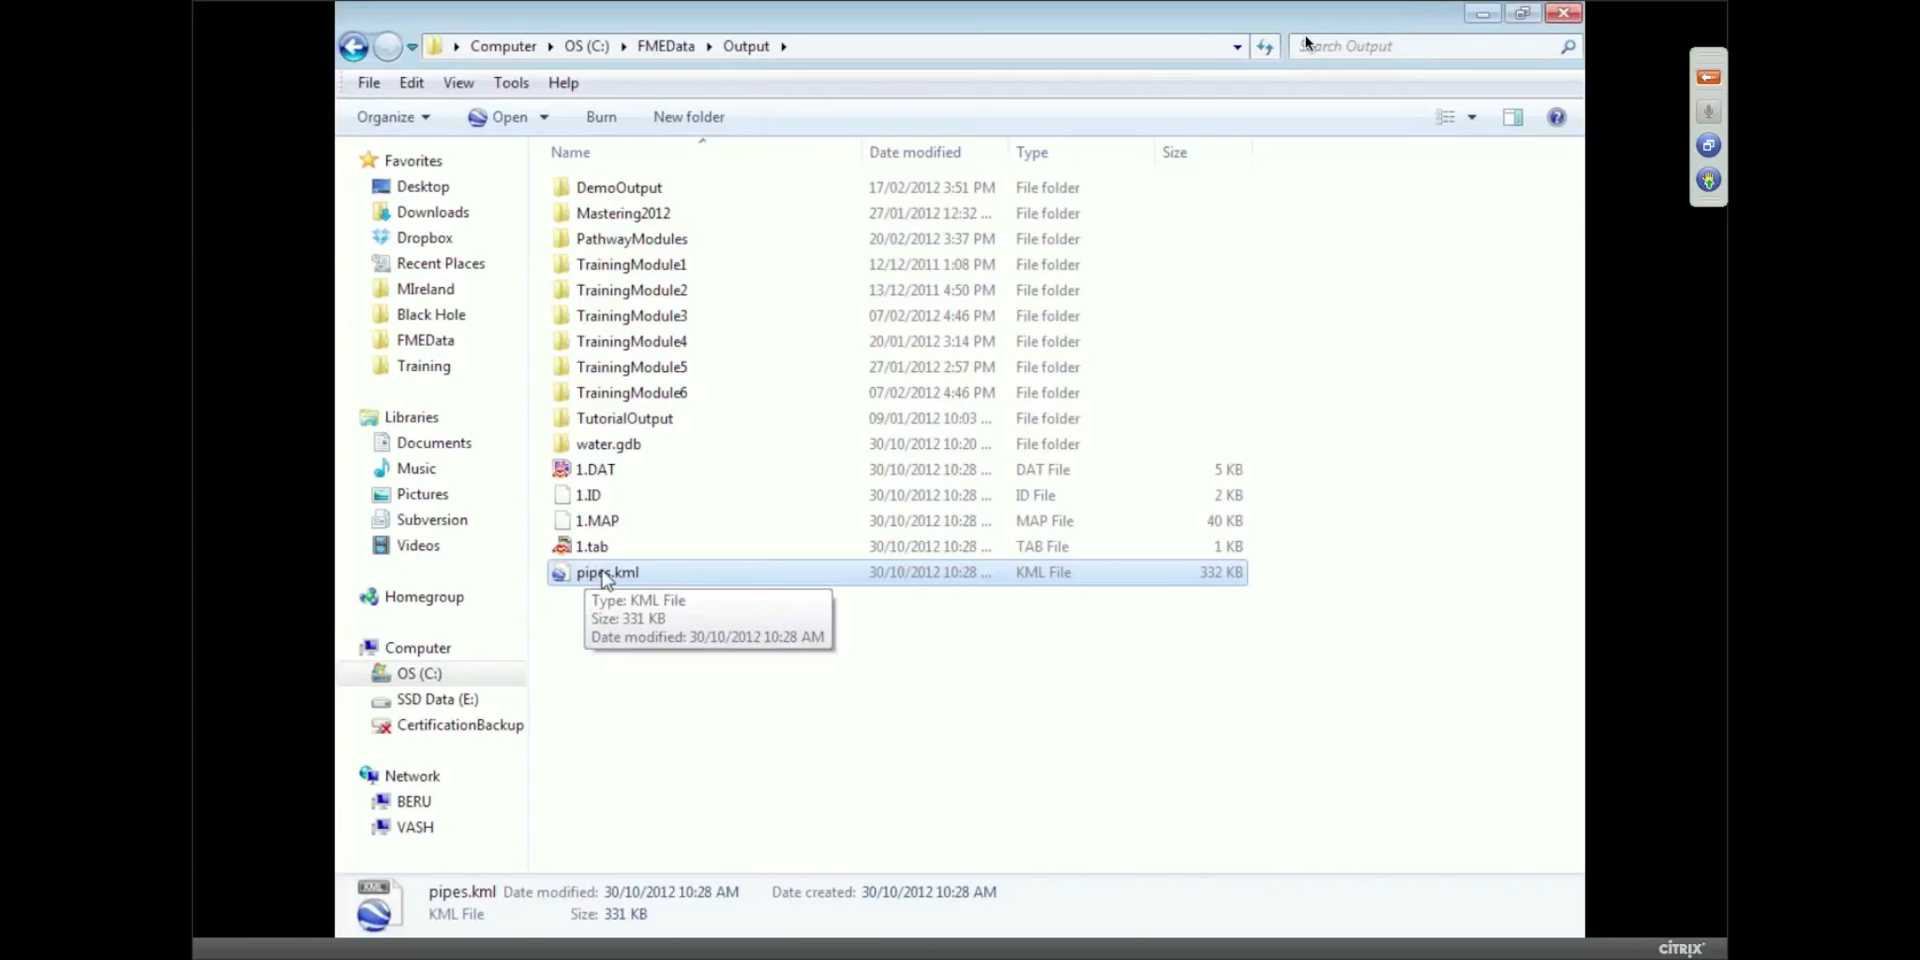 Computer OS (C:) FMEData Output
Search Output
File Edit View Tools Help
Organize Open Burn New folder
Name Date modified Type Size
Favorites
Desktop
Downloads
Dropbox
Recent Places
MIreland
Black Hole
FMEData
Training
Libraries
Documents
Music
Pictures
Subversion
Videos
Homegroup
Computer
OS (C:)
SSD Data (E:)
CertificationBackup
Network
BERU
VASH
DemoOutput 17/02/2012 3:51 PM File folder
Mastering2012 27/01/2012 12:32 ... File folder
PathwayModules 20/02/2012 3:37 PM File folder
TrainingModule1 12/12/2011 1:08 PM File folder
TrainingModule2 13/12/2011 4:50 PM File folder
TrainingModule3 07/02/2012 4:46 PM File folder
TrainingModule4 20/01/2012 3:14 PM File folder
TrainingModule5 27/01/2012 2:57 PM File folder
TrainingModule6 07/02/2012 4:46 PM File folder
TutorialOutput 09/01/2012 10:03 ... File folder
water.gdb 30/10/2012 10:20 ... File folder
1.DAT 30/10/2012 10:28 ... DAT File 5 KB
1.ID 30/10/2012 10:28 ... ID File 2 KB
1.MAP 30/10/2012 10:28 ... MAP File 40 KB
1.tab 30/10/2012 10:28 ... TAB File 1 KB
pipes.kml 30/10/2012 10:28 ... KML File 332 KB
Type: KML File
Size: 331 KB
Date modified: 30/10/2012 10:28 AM
KML
pipes.kml Date modified: 30/10/2012 10:28 AM Date created: 30/10/2012 10:28 AM
KML File Size: 331 KB
CITRIX